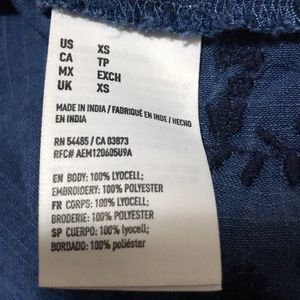 US XS
CA TP
MX EXCH
UK XS
MADE IN INDIA / FABRIQUÉ EN INDE / HECHO
EN INDIA
RN 54485 / CA 03873
RFC# AEM120605U9A
EN BODY: 100% LYOCELL;
EMBROIDERY: 100% POLYESTER
FR CORPS: 100% LYOCELL;
BRODERIE: 100% POLYESTER
SP CUERPO: 100% LYOCELL;
BORDADO: 100% poliéster